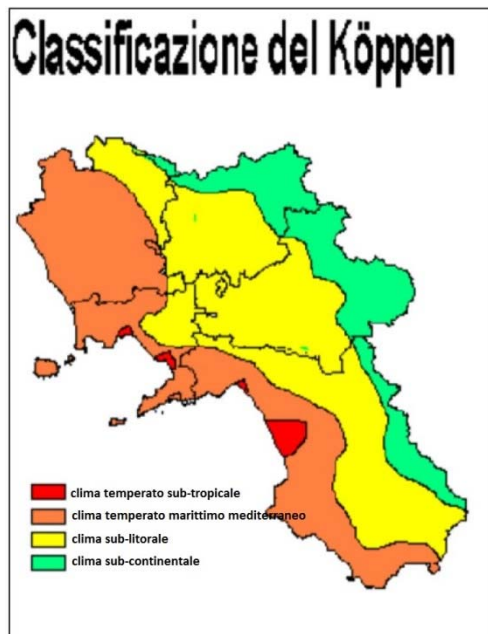 Classificazione del Köppen
clima temperato sub-tropicale
clima temperato marittimo mediterraneo
clima sub-litorale
clima sub-continentale